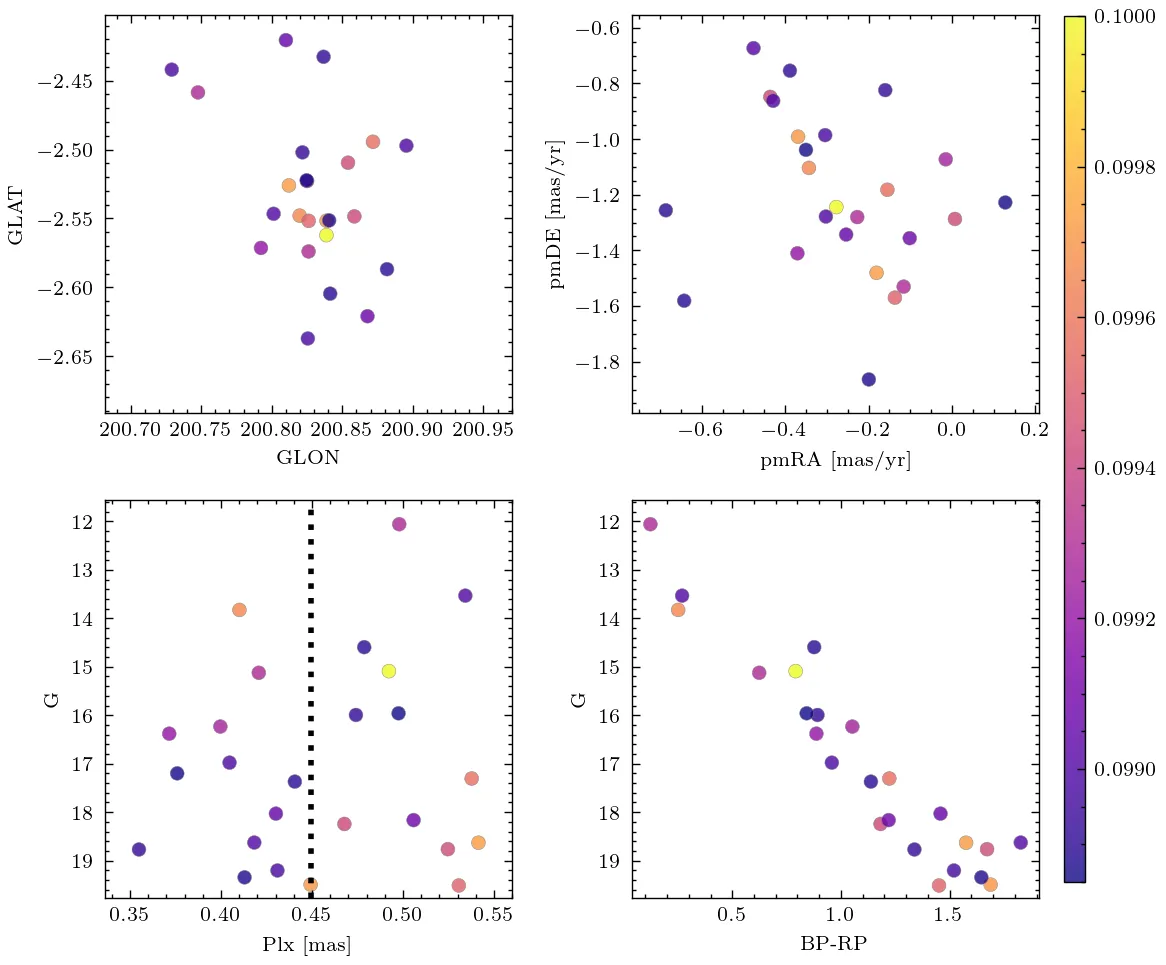 −2.45
−2.50
−2.55
−2.60
−2.65
GLAT
200.70 200.75 200.80 200.85 200.90 200.95
GLON
−0.6
−0.8
−1.0
−1.2
−1.4
−1.6
−1.8
pmDE [mas/yr]
−0.6 −0.4 −0.2 0.0 0.2
pmRA [mas/yr]
0.1000
0.0998
0.0996
0.0994
0.0992
0.0990
12
13
14
15
16
17
18
19
G
0.35 0.40 0.45 0.50 0.55
Plx [mas]
12
13
14
15
16
17
18
19
G
0.5 1.0 1.5
BP-RP